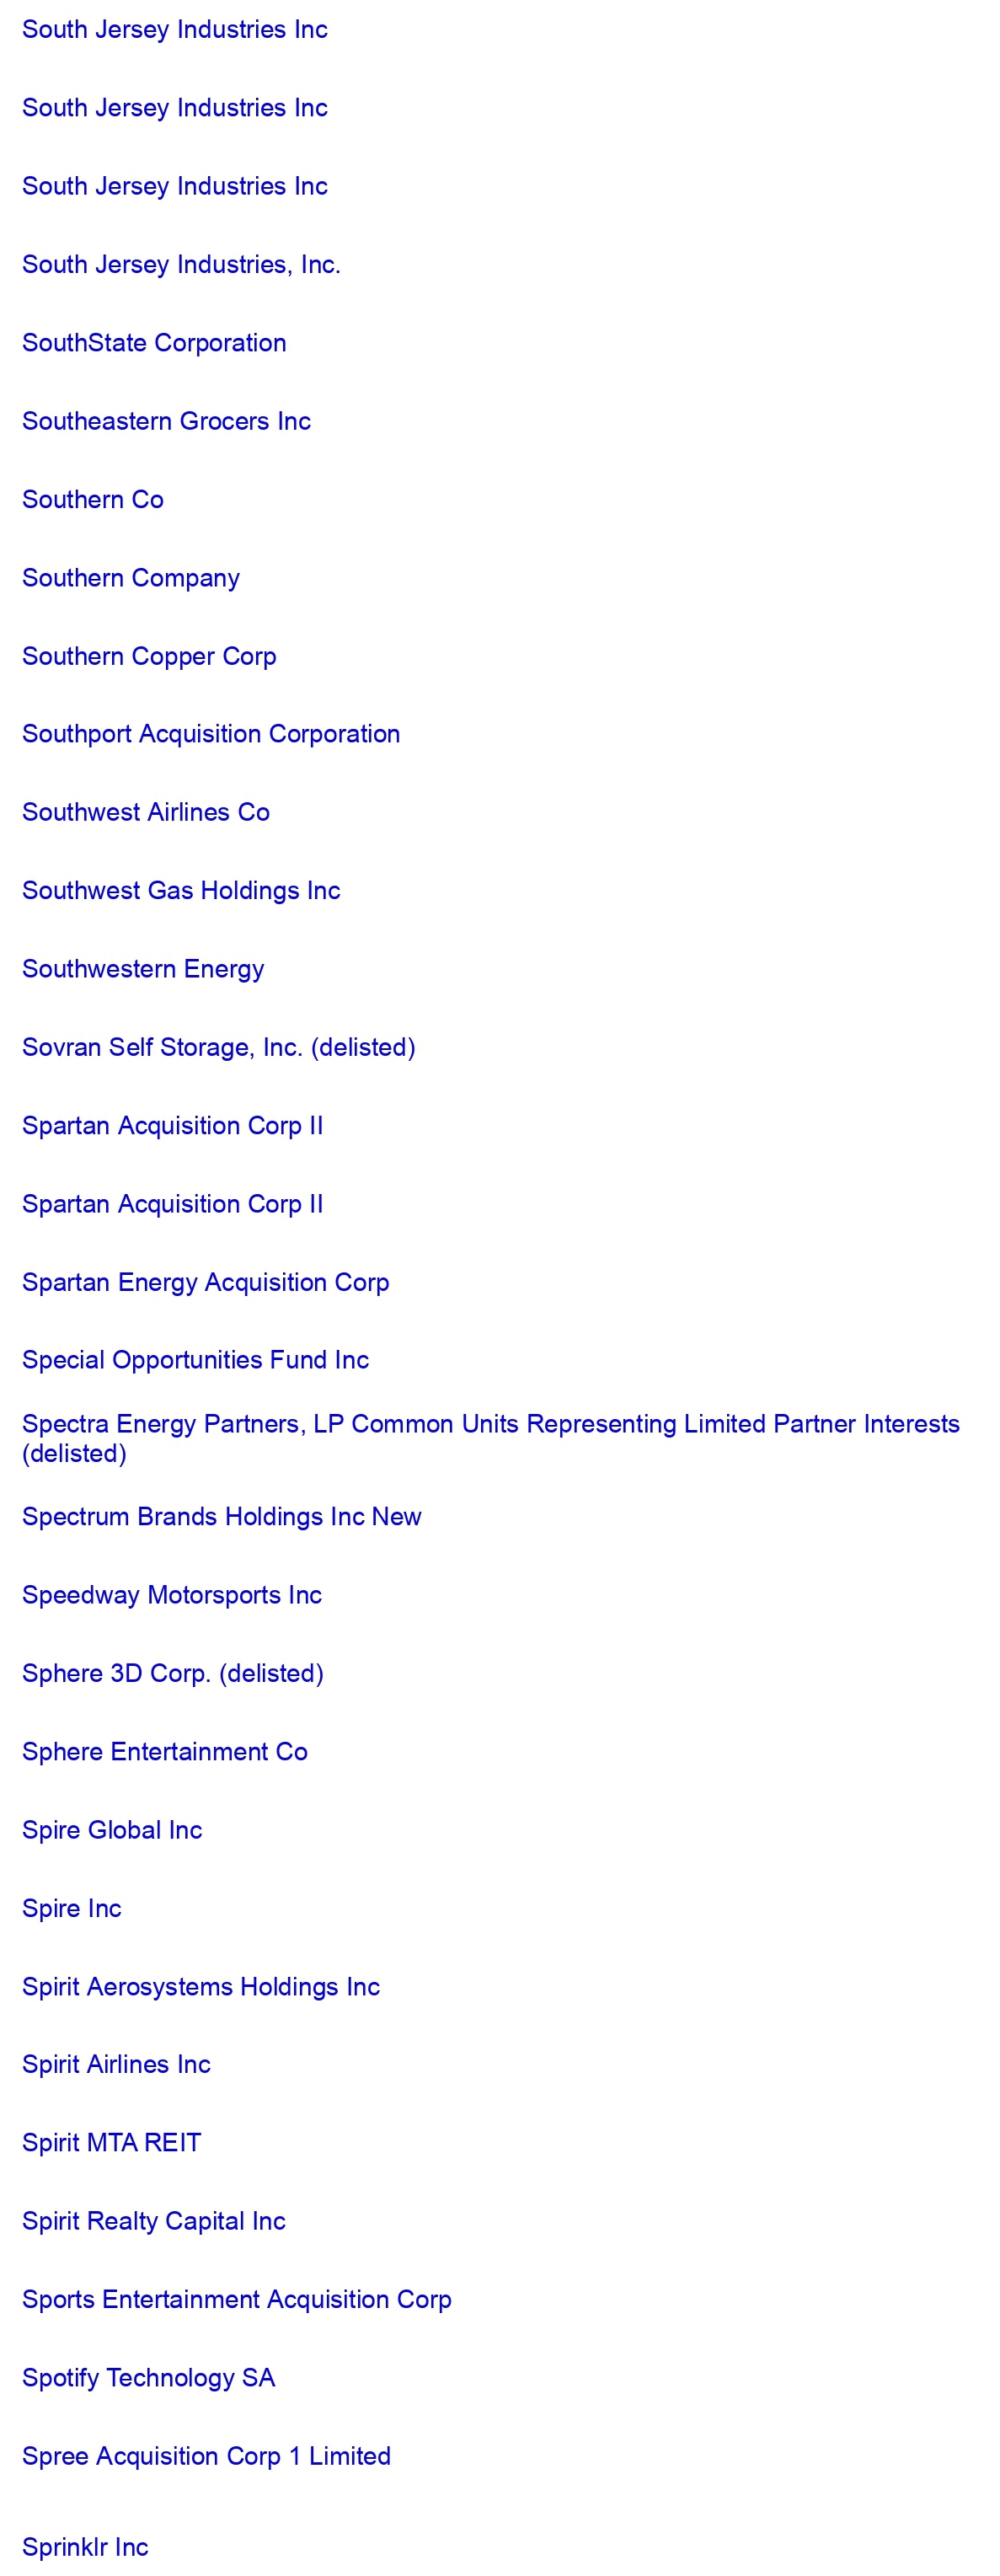 South Jersey Industries Inc
South Jersey Industries Inc
South Jersey Industries Inc
South Jersey Industries, Inc.
SouthState Corporation
Southeastern Grocers Inc
Southern Co
Southern Company
Southern Copper Corp
Southport Acquisition Corporation
Southwest Airlines Co
Southwest Gas Holdings Inc
Southwestern Energy
Sovran Self Storage, Inc. (delisted)
Spartan Acquisition Corp II
Spartan Acquisition Corp II
Spartan Energy Acquisition Corp
Special Opportunities Fund Inc
Spectra Energy Partners, LP Common Units Representing Limited Partner Interests
(delisted)
Spectrum Brands Holdings Inc New
Speedway Motorsports Inc
Sphere 3D Corp. (delisted)
Sphere Entertainment Co
Spire Global Inc
Spire Inc
Spirit Aerosystems Holdings Inc
Spirit Airlines Inc
Spirit MTA REIT
Spirit Realty Capital Inc
Sports Entertainment Acquisition Corp
Spotify Technology SA
Spree Acquisition Corp 1 Limited
Sprinklr Inc